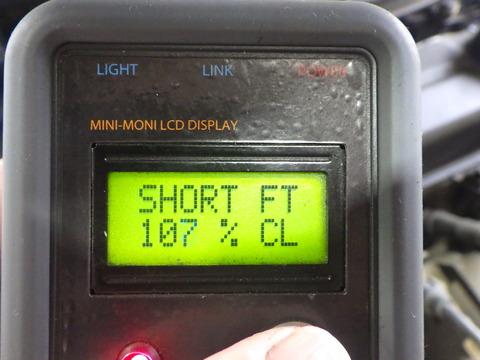 LIGHT LINK POWER
MINI-MONI LCD DISPLAY
SHORT FT
107 % CL